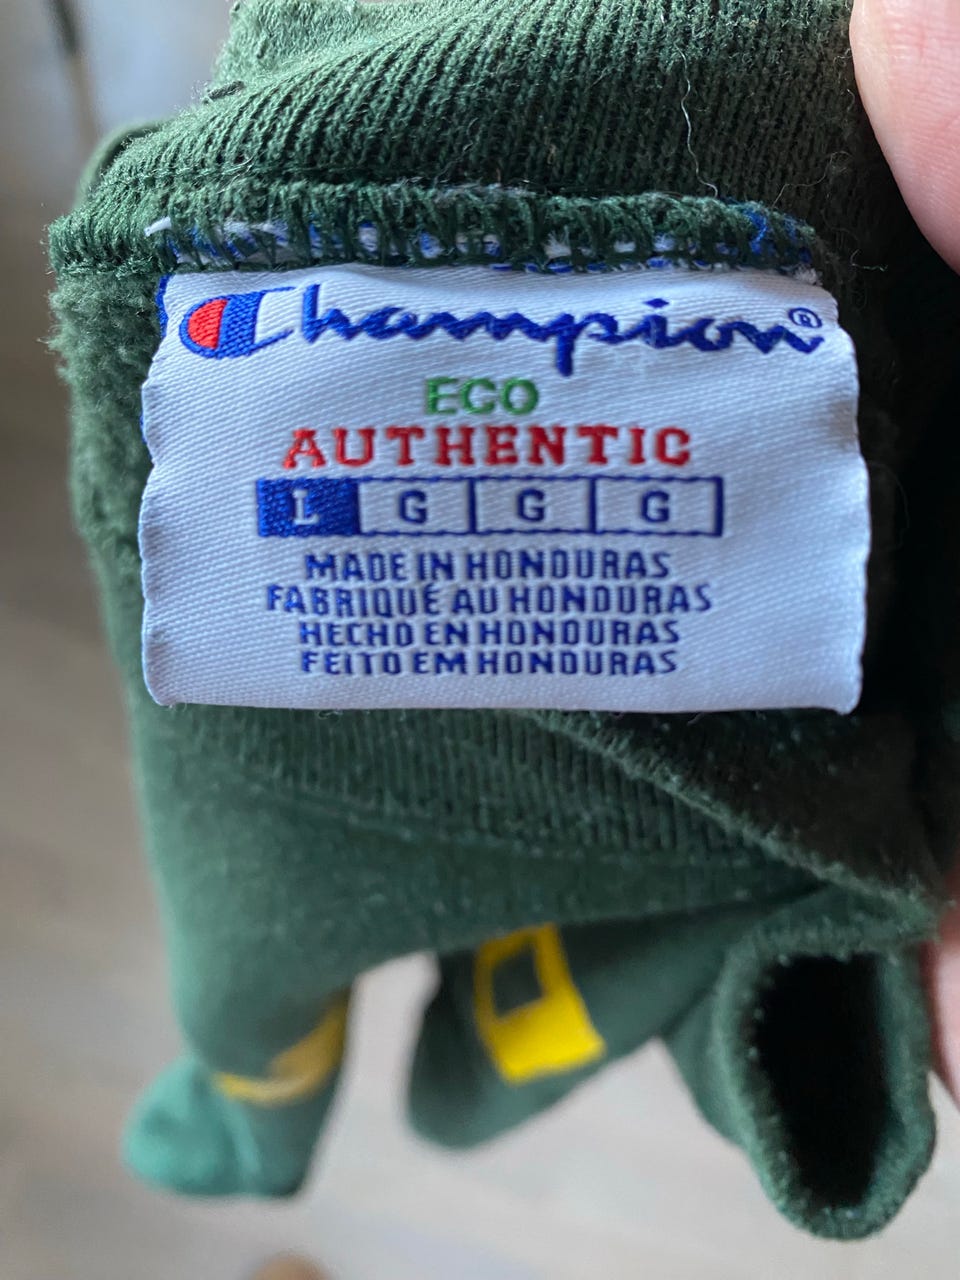 Champion®
ECO
AUTHENTIC
L G G G
MADE IN HONDURAS
FABRIQUÉ AU HONDURAS
HECHO EN HONDURAS
FEITO EM HONDURAS